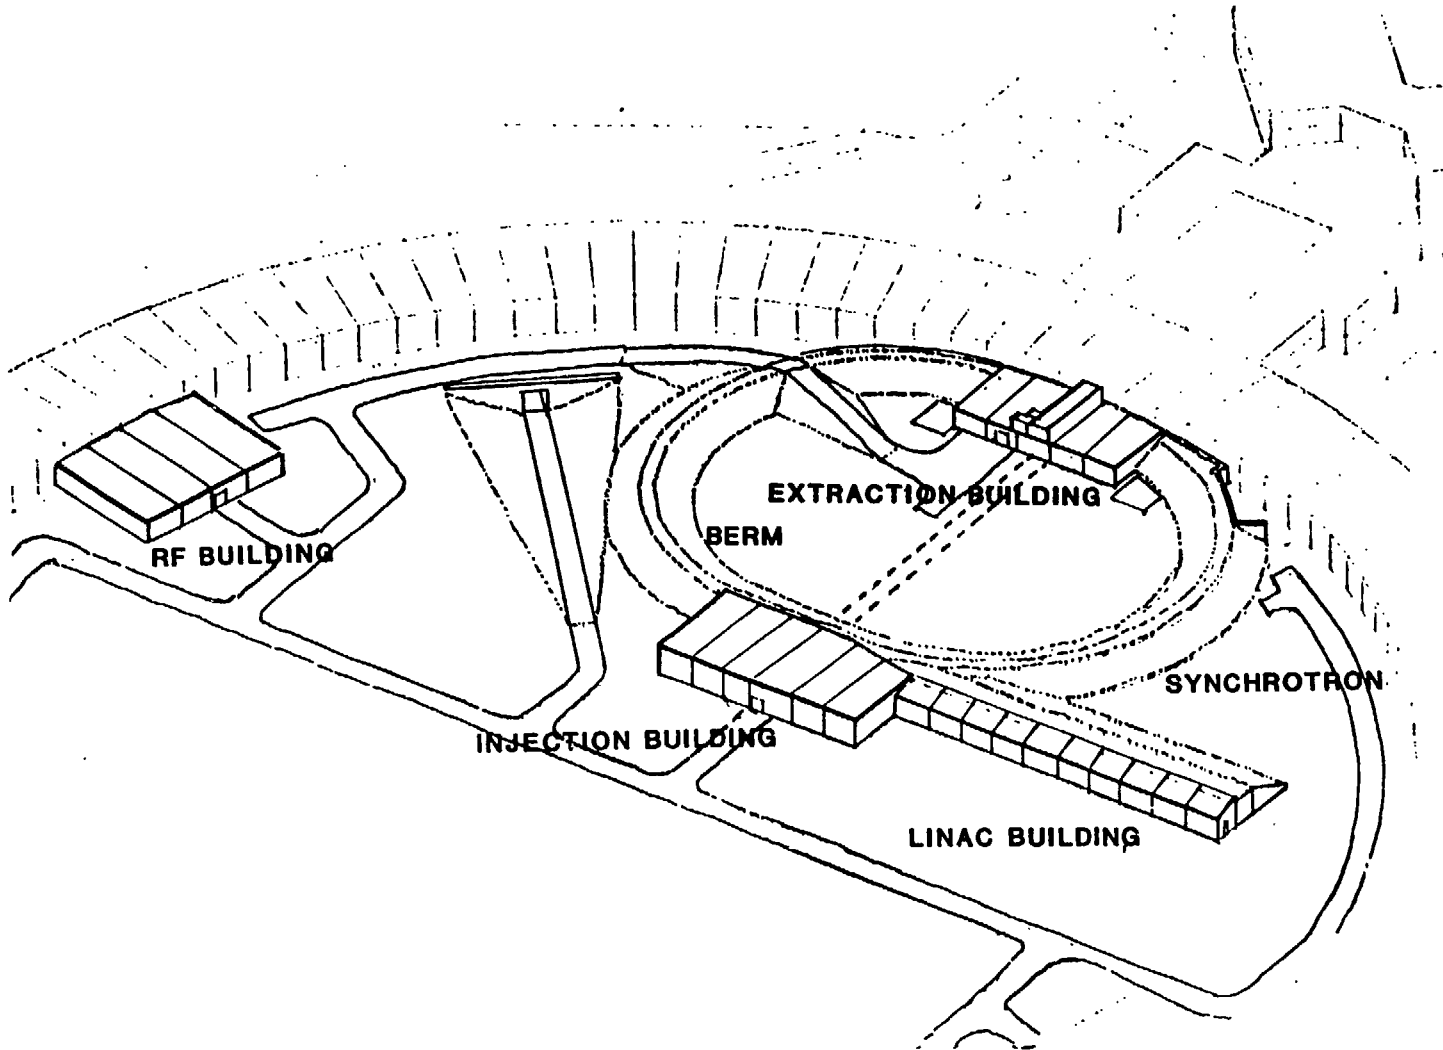 EXTRACTION BUILDING
BERM
RF BUILDING
SYNCHROTRON
INJECTION BUILDING
LINAC BUILDING